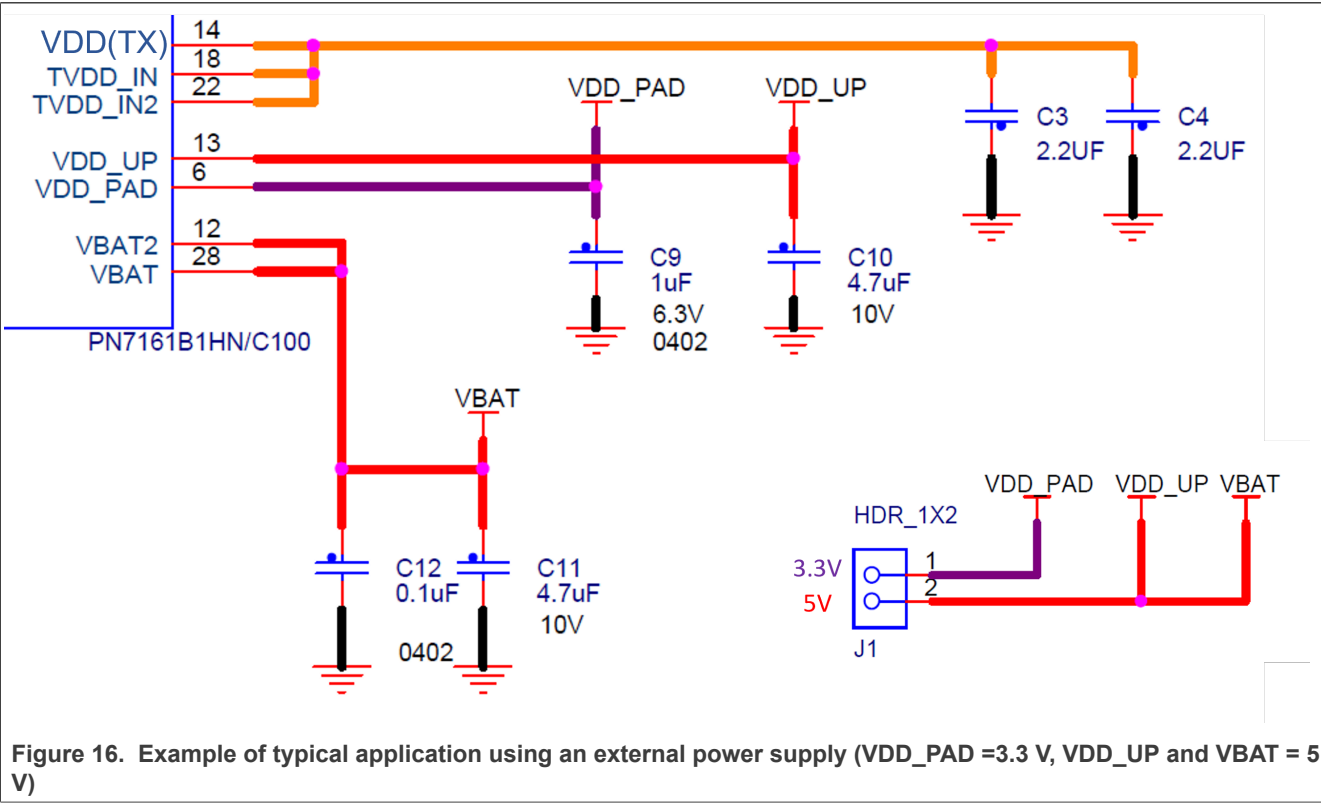 VDD(TX)
14
TVDD_IN
18
TVDD_IN2
22
VDD_UP
13
VDD_PAD
6
VBAT2
12
VBAT
28
PN7161B1HN/C100
VDD_PAD
VDD_UP
C3
2.2UF
C4
2.2UF
C9
1uF
6.3V
0402
C10
4.7uF
10V
VBAT
C12
0.1uF
0402
C11
4.7uF
10V
VDD_PAD
VDD_UP
VBAT
HDR_1X2
3.3V
1
5V
2
J1
Figure 16. Example of typical application using an external power supply (VDD_PAD =3.3 V, VDD_UP and VBAT = 5
V)